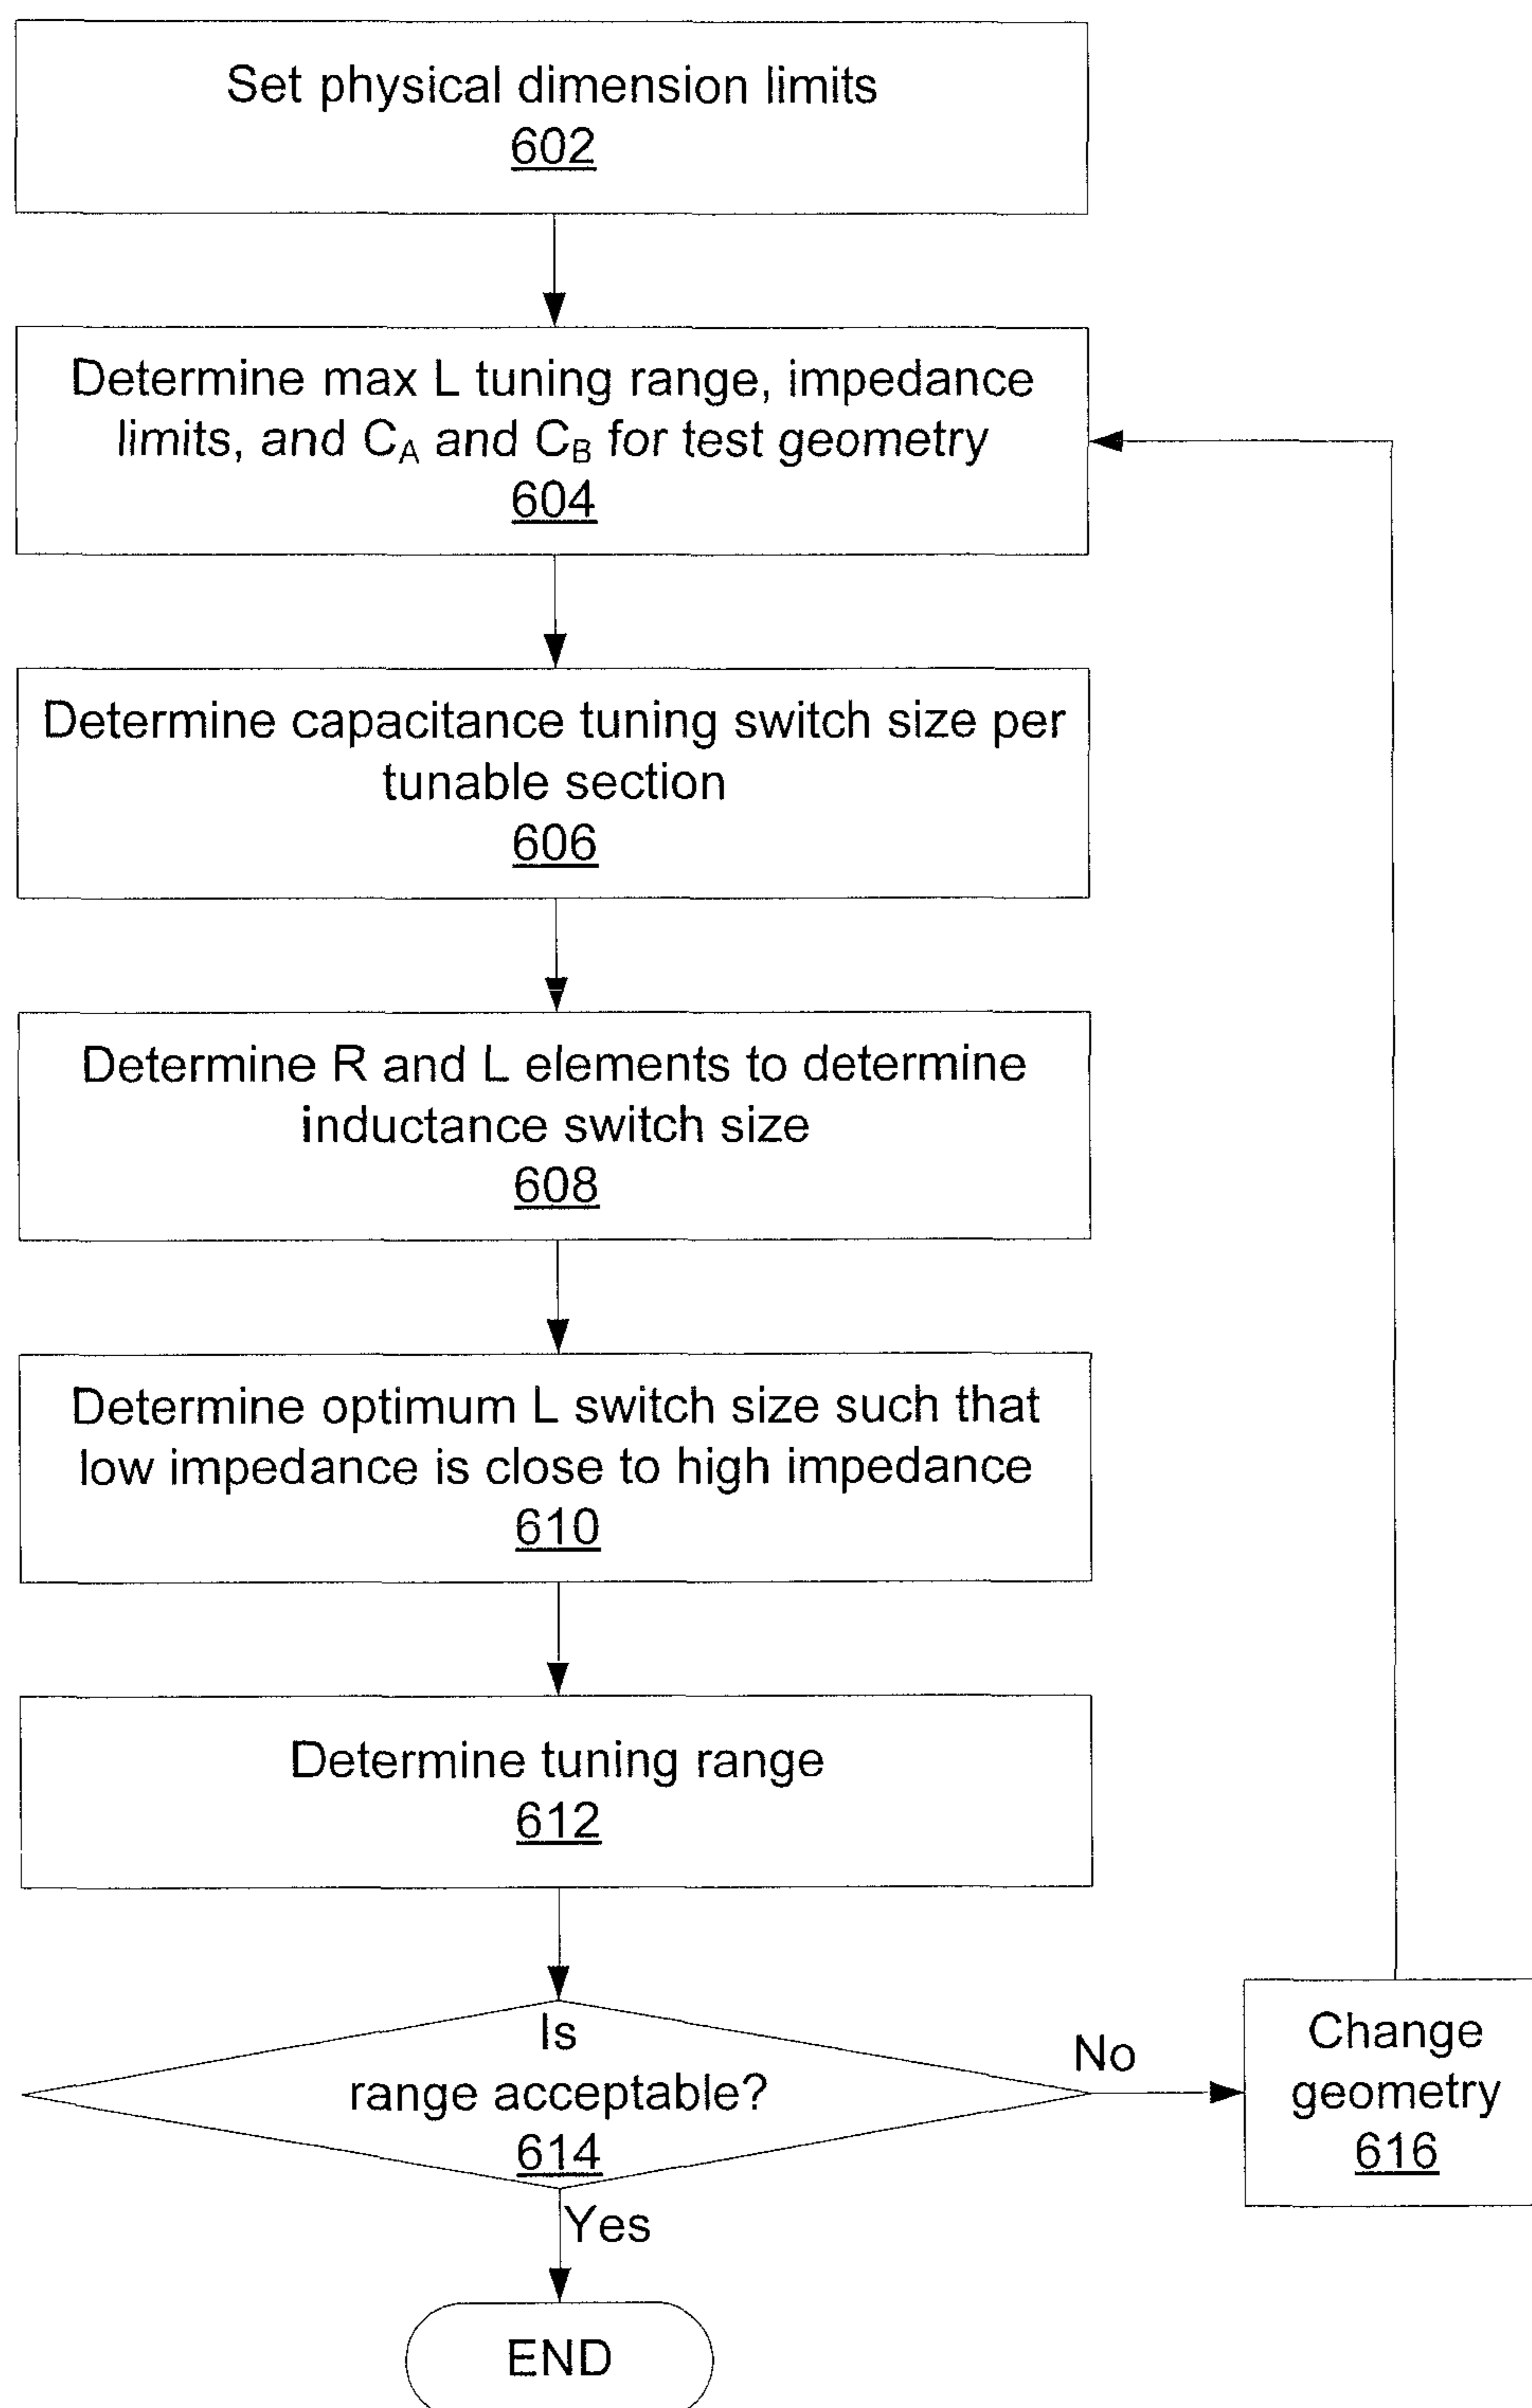 Set physical dimension limits
602
Determine max L tuning range, impedance
limits, and C_A and C_B for test geometry
604
Determine capacitance tuning switch size per
tunable section
606
Determine R and L elements to determine
inductance switch size
608
Determine optimum L switch size such that
low impedance is close to high impedance
610
Determine tuning range
612
Is
range acceptable?
614
No
Change
geometry
616
Yes
END